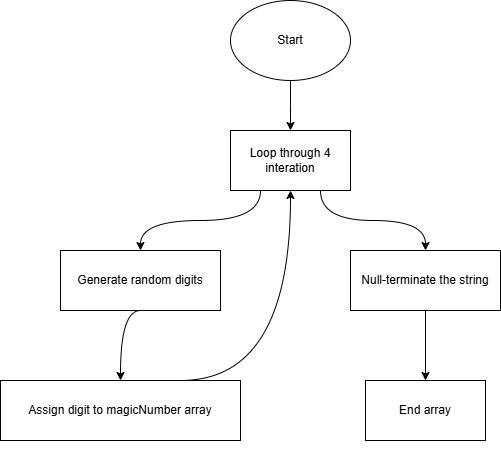 Start
Loop through 4
interation
Generate random digits
Null-terminate the string
Assign digit to magicNumber array
End array